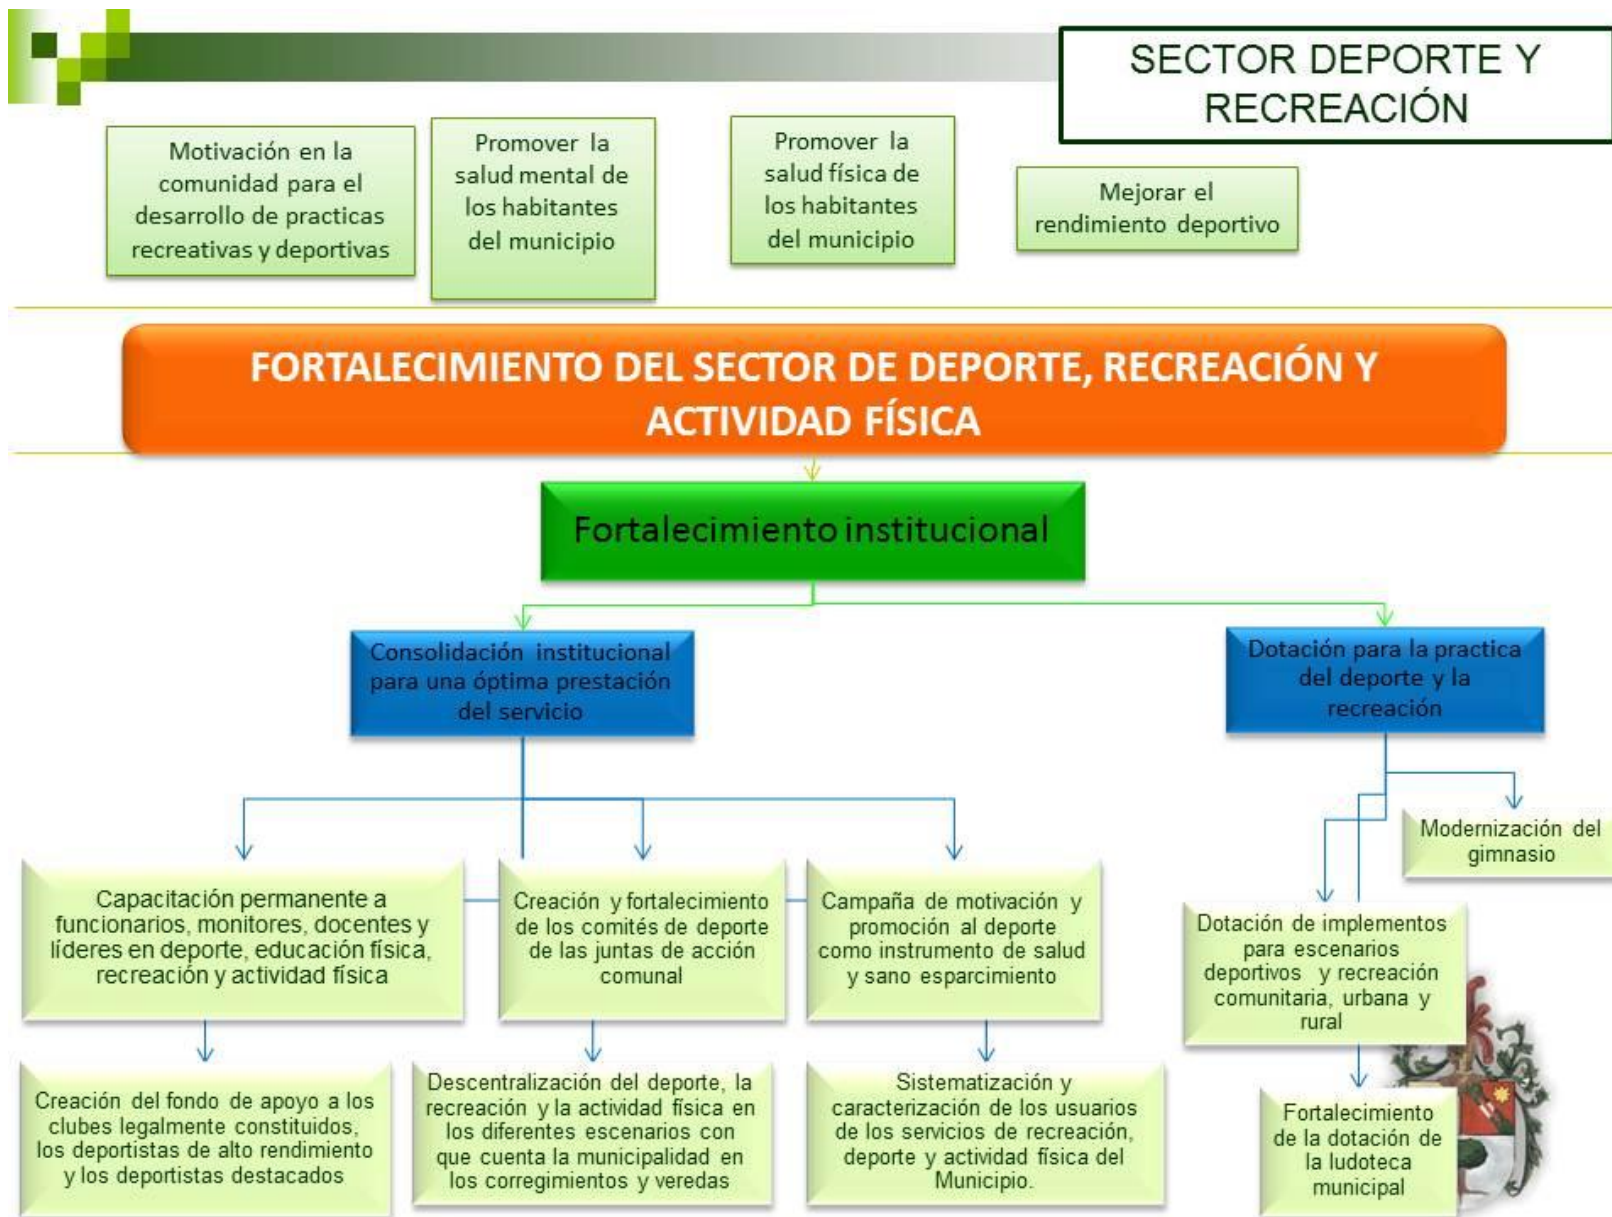 SECTOR DEPORTE Y
RECREACIÓN
Motivación en la
comunidad para el
desarrollo de practicas
recreativas y deportivas
Promover la
salud mental de
los habitantes
del municipio
Promover la
salud física de
los habitantes
del municipio
Mejorar el
rendimiento deportivo
FORTALECIMIENTO DEL SECTOR DE DEPORTE, RECREACIÓN Y
ACTIVIDAD FÍSICA
Fortalecimiento institucional
Consolidación institucional
para una óptima prestación
del servicio
Dotación para la practica
del deporte y la
recreación
Modernización del
gimnasio
Capacitación permanente a
funcionarios, monitores, docentes y
líderes en deporte, educación física,
recreación y actividad física
Creación y fortalecimiento
de los comités de deporte
de las juntas de acción
comunal
Campaña de motivación y
promoción al deporte
como instrumento de salud
y sano esparcimiento
Dotación de implementos
para escenarios
deportivos y recreación
comunitaria, urbana y
rural
Creación del fondo de apoyo a los
clubes legalmente constituidos,
los deportistas de alto rendimiento
y los deportistas destacados
Descentralización del deporte, la
recreación y la actividad física en
los diferentes escenarios con
que cuenta la municipalidad en
los corregimientos y veredas
Sistematización y
caracterización de los usuarios
de los servicios de recreación,
deporte y actividad física del
Municipio.
Fortalecimiento
de la dotación de
la ludoteca
municipal